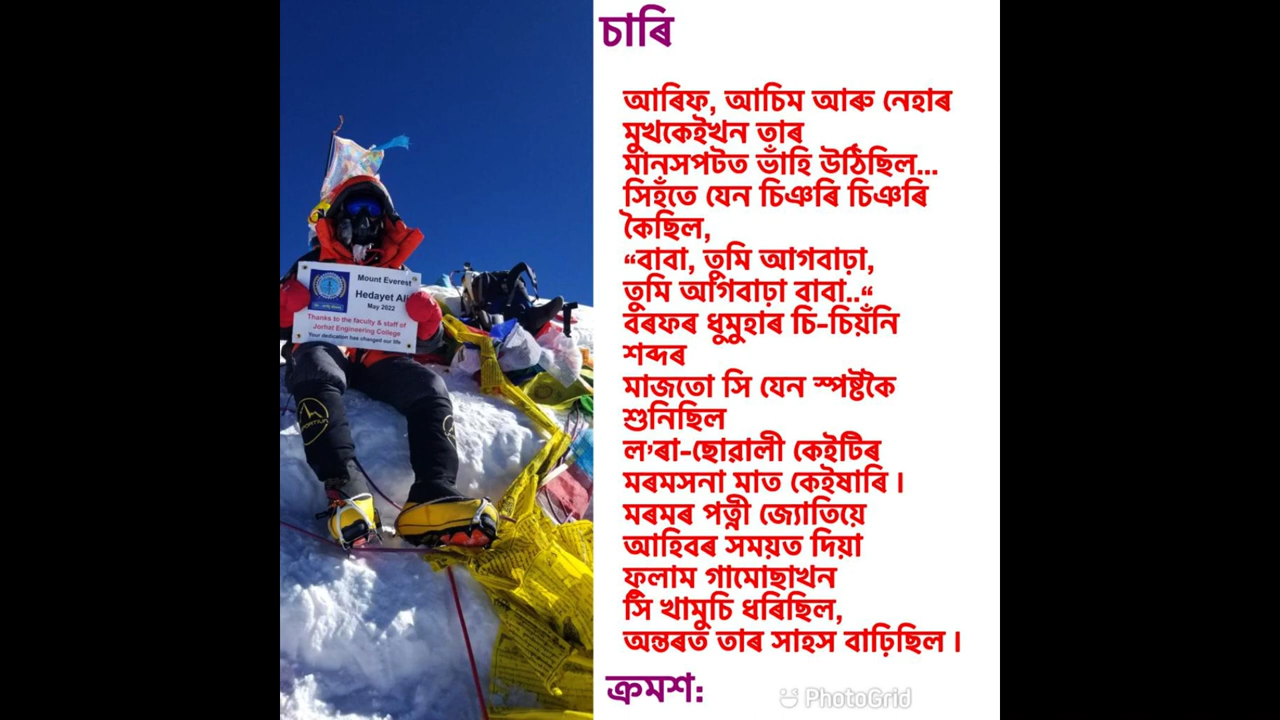 চাৰি
আৰিফ, আচিম আৰু নেহাৰ
মুখকেইখন তাৰ
মানসপটত ভাঁহি উঠিছিল...
সিহঁতে যেন চিঞৰি চিঞৰি
কৈছিল,
“বাবা, তুমি আগবাঢ়া,
তুমি আগবাঢ়া বাবা..“
বৰফৰ ধুমুহাৰ চি-চিয়ঁনি
শব্দৰ
মাজতো সি যেন স্পষ্টকৈ
শুনিছিল
ল’ৰা-ছোৱালী কেইটিৰ
মৰমসনা মাত কেইষাৰি ৷
মৰমৰ পত্নী জ্যোতিয়ে
আহিবৰ সময়ত দিয়া
ফুলাম গামোছাখন
সি খামুচি ধৰিছিল,
অন্তৰত তাৰ সাহস বাঢ়িছিল ৷
ক্ৰমশ:
Mount Everest
Hedayet Ali
May 2022
Thanks to the faculty & staff of
Jorhat Engineering College
Your dedication has changed our life
PhotoGrid